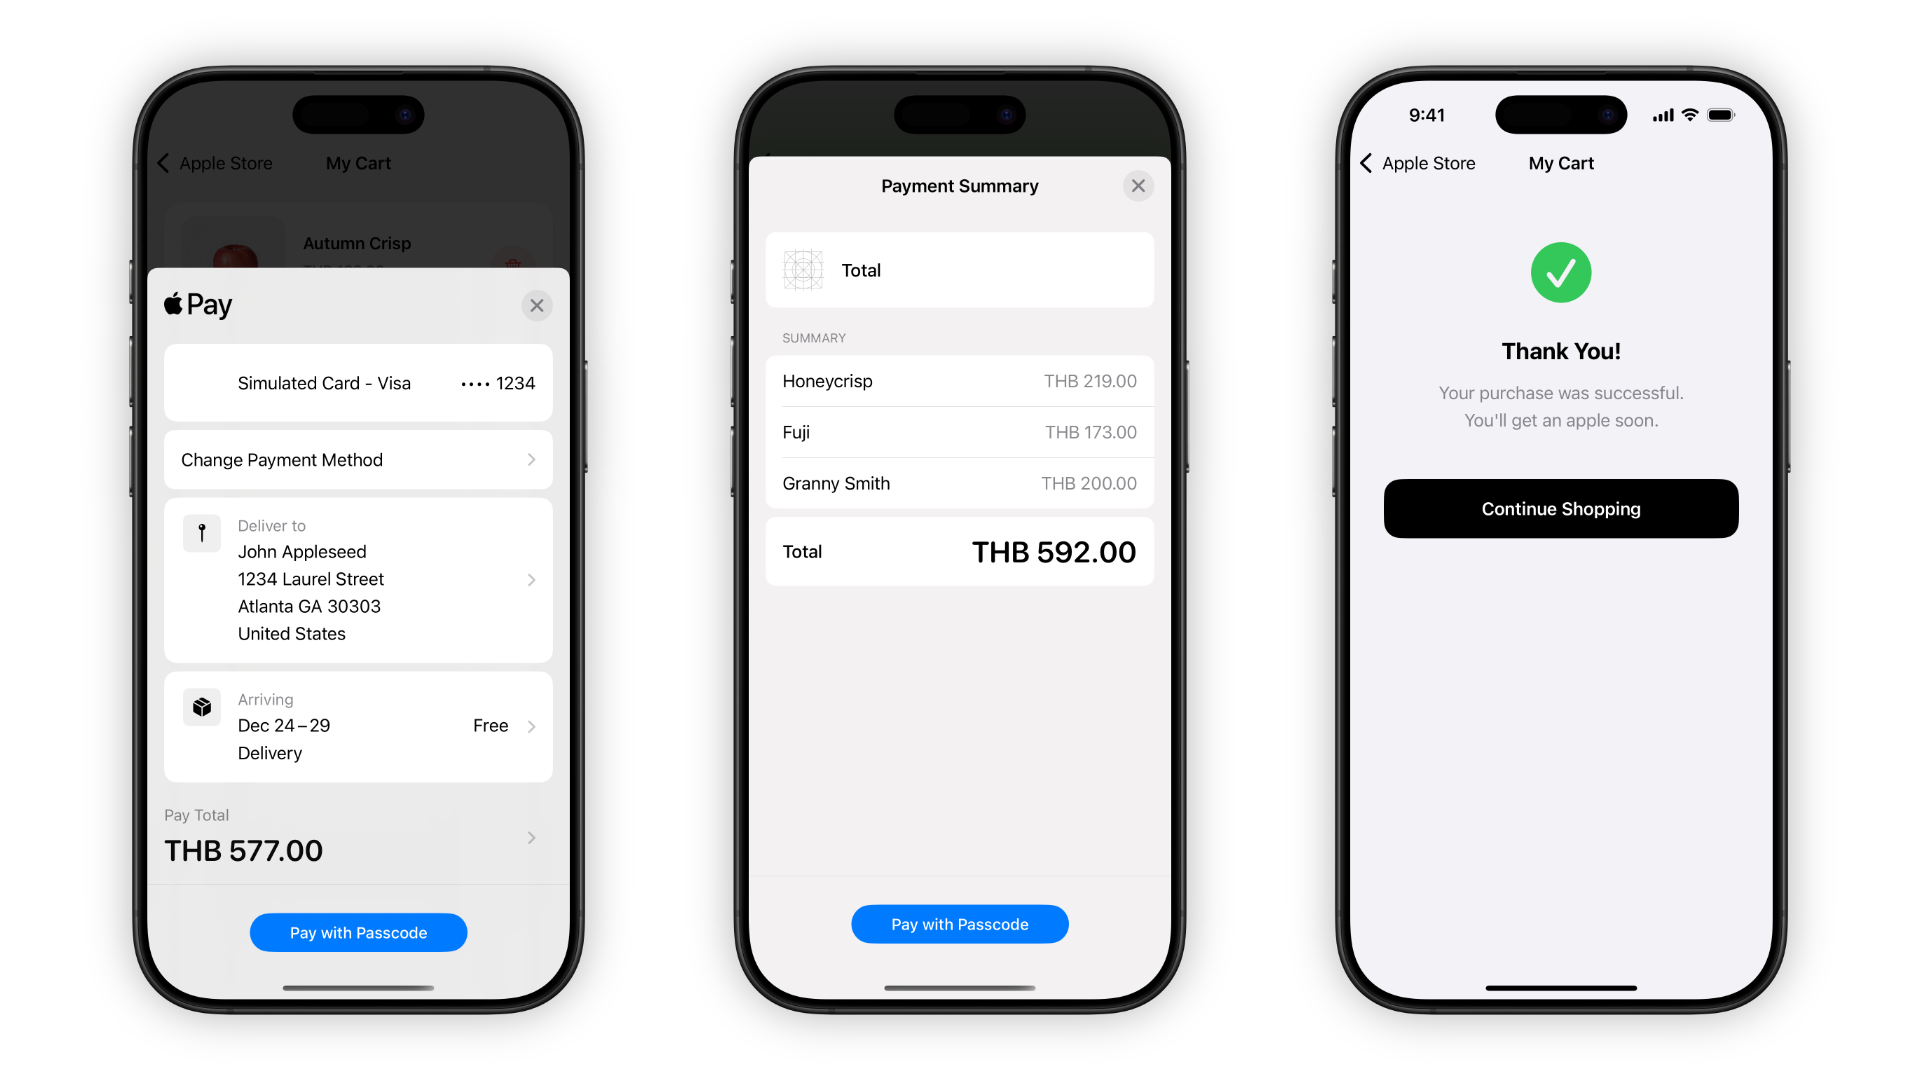 Apple Store
My Cart
Autumn Crisp
Pay
Simulated Card - Visa
•••• 1234
Change Payment Method
Deliver to
John Appleseed
1234 Laurel Street
Atlanta GA 30303
United States
Arriving
Dec 24–29
Free
Delivery
Pay Total
THB 577.00
Pay with Passcode
Payment Summary
Total
SUMMARY
Honeycrisp
THB 219.00
Fuji
THB 173.00
Granny Smith
THB 200.00
Total
THB 592.00
Pay with Passcode
9:41
Apple Store
My Cart
Thank You!
Your purchase was successful.
You'll get an apple soon.
Continue Shopping